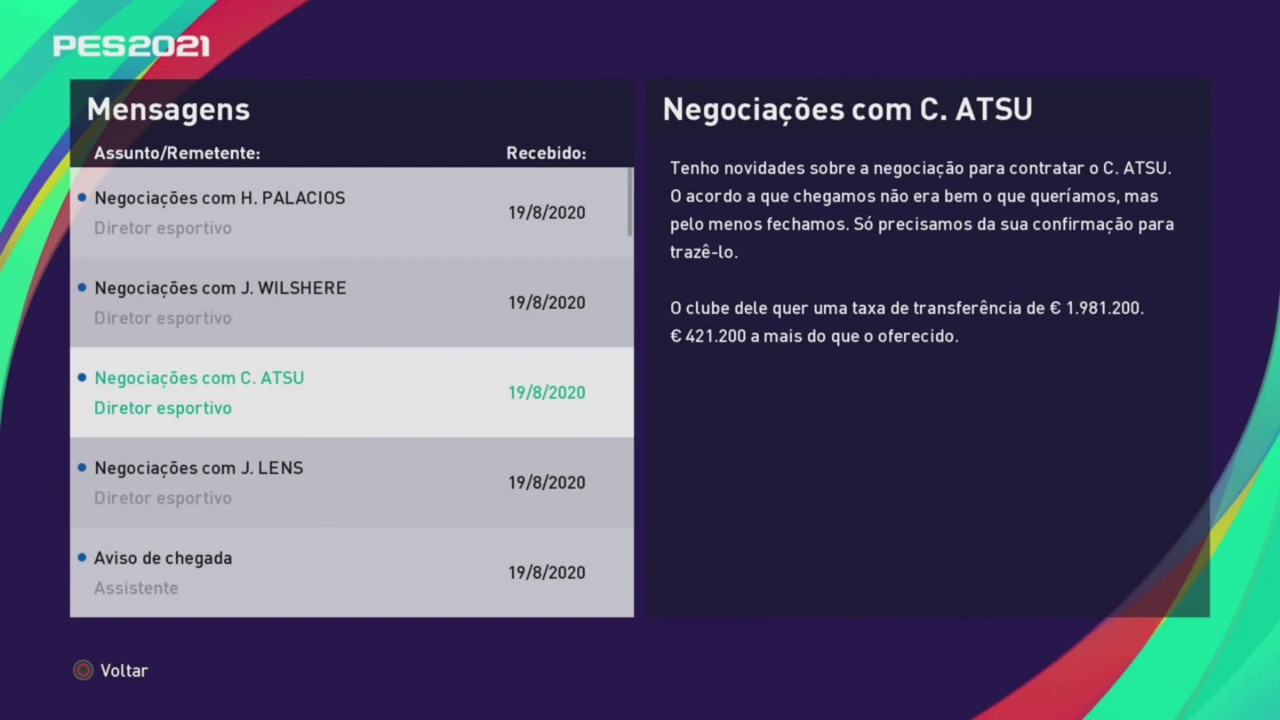 PES2021
Mensagens
Assunto/Remetente: Recebido:
Negociações com H. PALACIOS
Diretor esportivo
19/8/2020
Negociações com J. WILSHERE
Diretor esportivo
19/8/2020
Negociações com C. ATSU
Diretor esportivo
19/8/2020
Negociações com J. LENS
Diretor esportivo
19/8/2020
Aviso de chegada
Assistente
19/8/2020
Negociações com C. ATSU
Tenho novidades sobre a negociação para contratar o C. ATSU.
O acordo a que chegamos não era bem o que queríamos, mas
pelo menos fechamos. Só precisamos da sua confirmação para
trazê-lo.
O clube dele quer uma taxa de transferência de € 1.981.200.
€ 421.200 a mais do que o oferecido.
Voltar